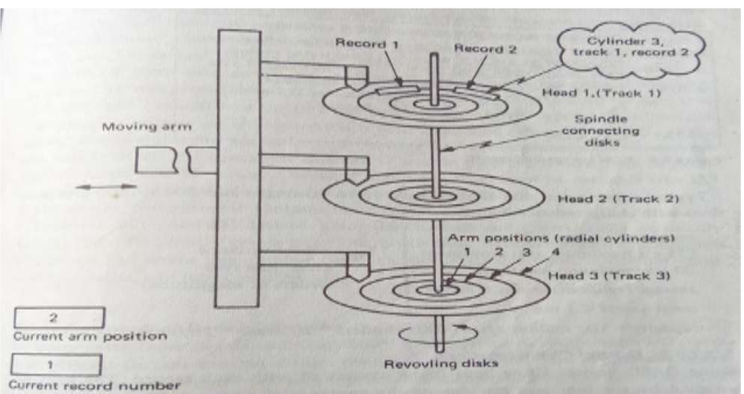 Record 1
Record 2
Cylinder 3,
track 1, record 2
Head 1,(Track 1)
Moving arm
Spindle
connecting
disks
Head 2 (Track 2)
Arm positions (radial cylinders)
1 2 3 4
Head 3 (Track 3)
2
Current arm position
1
Current record number
Revovling disks